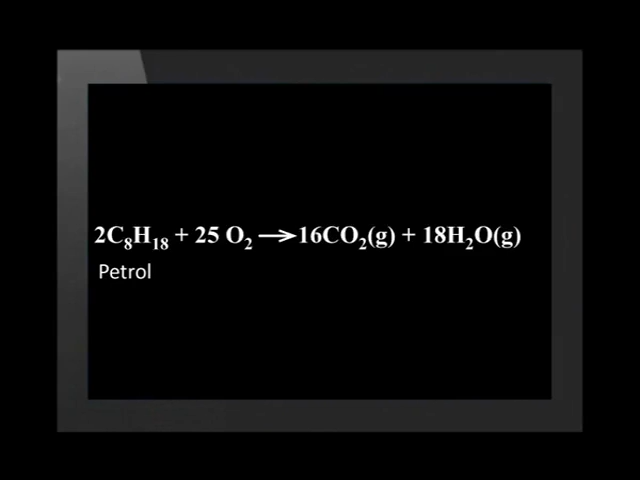 2C₈H₁₈ + 25 O₂ ⟶ 16CO₂(g) + 18H₂O(g)
Petrol